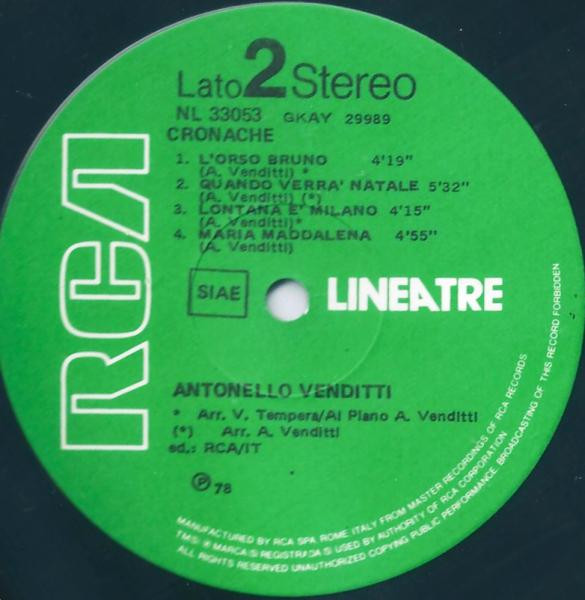 Lato 2 Stereo
NL 33053 GKAY 29989
CRONACHE
1. L'ORSO BRUNO 4'19"
(A. Venditti) *
2. QUANDO VERRA' NATALE 5'32"
(A. Venditti) (*)
3. LONTANA E' MILANO 4'15"
(A. Venditti)*
4. MARIA MADDALENA 4'55"
(A. Venditti)
RCA
SIAE
LINEATRE
ANTONELLO VENDITTI
* Arr. V. Tempera/Al Piano A. Venditti
(*) Arr. A. Venditti
ed.: RCA/IT
Ⓟ 78
MANUFACTURED BY RCA SPA, ROME, ITALY FROM MASTER RECORDINGS OF RCA RECORDS
TMS ® MARCA(S) REGISTRADA(S) USED BY AUTHORITY OF RCA CORPORATION
ALL RIGHTS RESERVED UNAUTHORIZED COPYING PUBLIC PERFORMANCE, BROADCASTING OF THIS RECORD FORBIDDEN